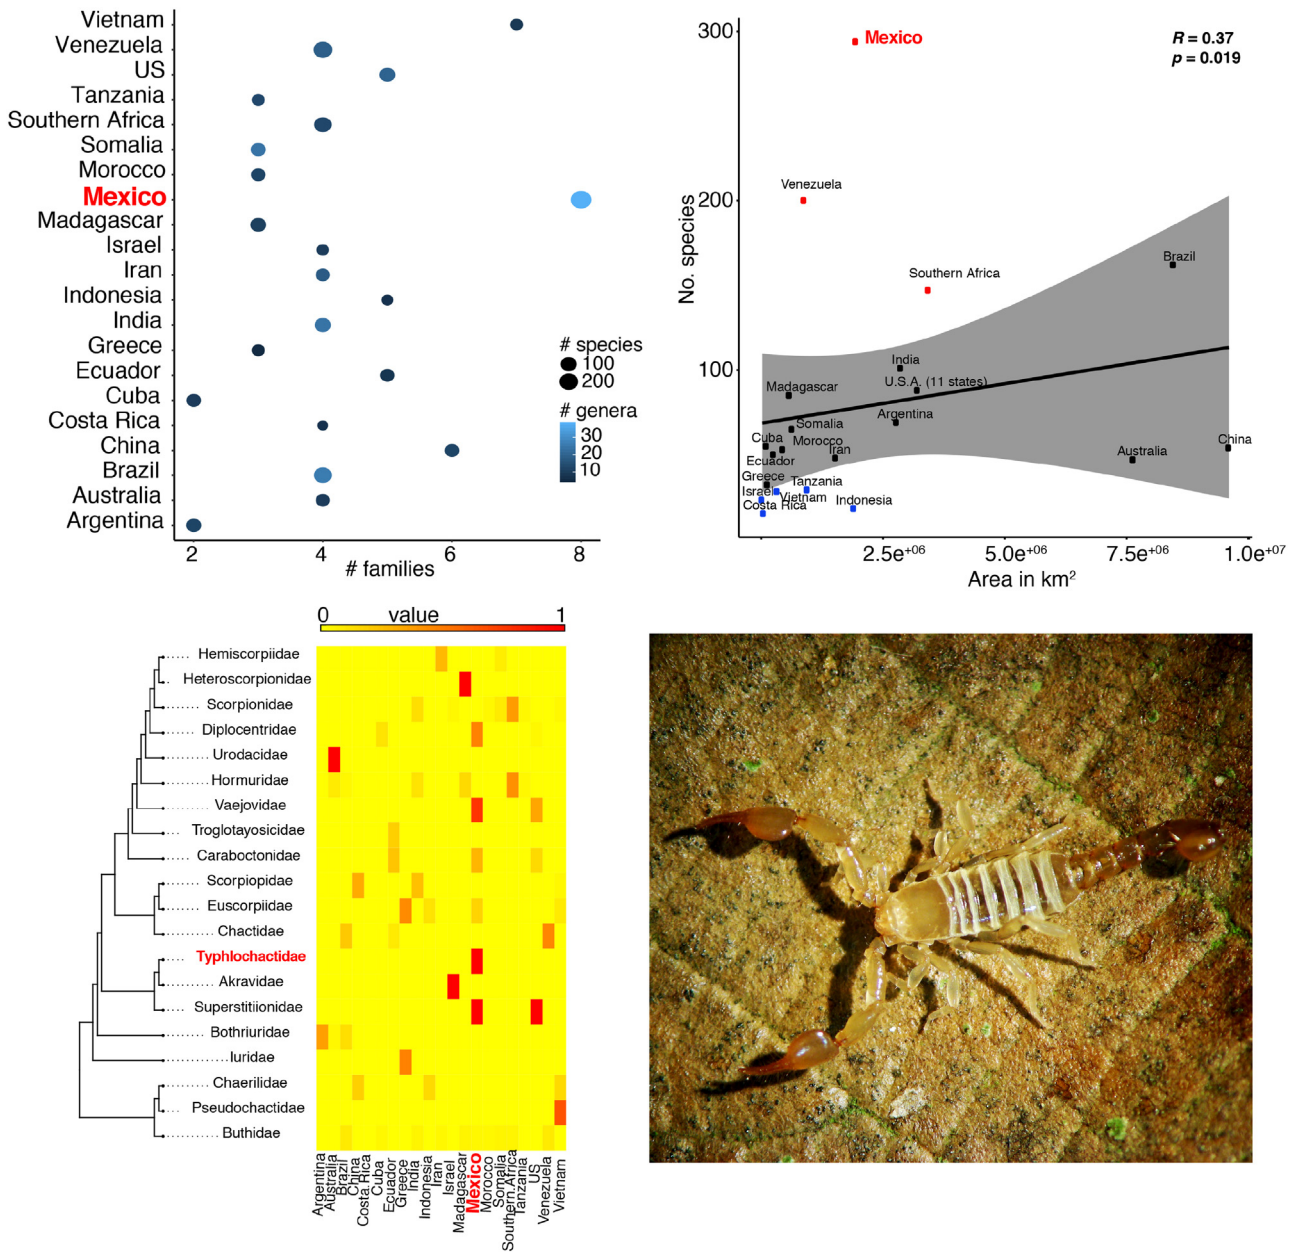 Vietnam
Venezuela
US
Tanzania
Southern Africa
Somalia
Morocco
Mexico
Madagascar
Israel
Iran
Indonesia
India
Greece
Ecuador
Cuba
Costa Rica
China
Brazil
Australia
Argentina
2 4 6 8
# families
# species
100
200
# genera
30
20
10
300
200
100
No. species
Mexico
R = 0.37
p = 0.019
Venezuela
Southern Africa
Brazil
India
U.S.A. (11 states)
Madagascar
Argentina
Somalia
Cuba
Morocco
Iran
Ecuador
China
Australia
Greece
Tanzania
Israel
Vietnam
Costa Rica
Indonesia
2.5e+06 5.0e+06 7.5e+06 1.0e+07
Area in km2
0 value 1
Hemiscorpiidae
Heteroscorpionidae
Scorpionidae
Diplocentridae
Urodacidae
Hormuridae
Vaejovidae
Troglotayosicidae
Caraboctonidae
Scorpiopidae
Euscorpiidae
Chactidae
Typhlochactidae
Akravidae
Superstitiionidae
Bothriuridae
Iuridae
Chaerilidae
Pseudochactidae
Buthidae
Argentina
Australia
Brazil
China
Costa.Rica
Cuba
Ecuador
Greece
India
Indonesia
Iran
Israel
Madagascar
Mexico
Morocco
Somalia
Southern.Africa
Tanzania
US
Venezuela
Vietnam